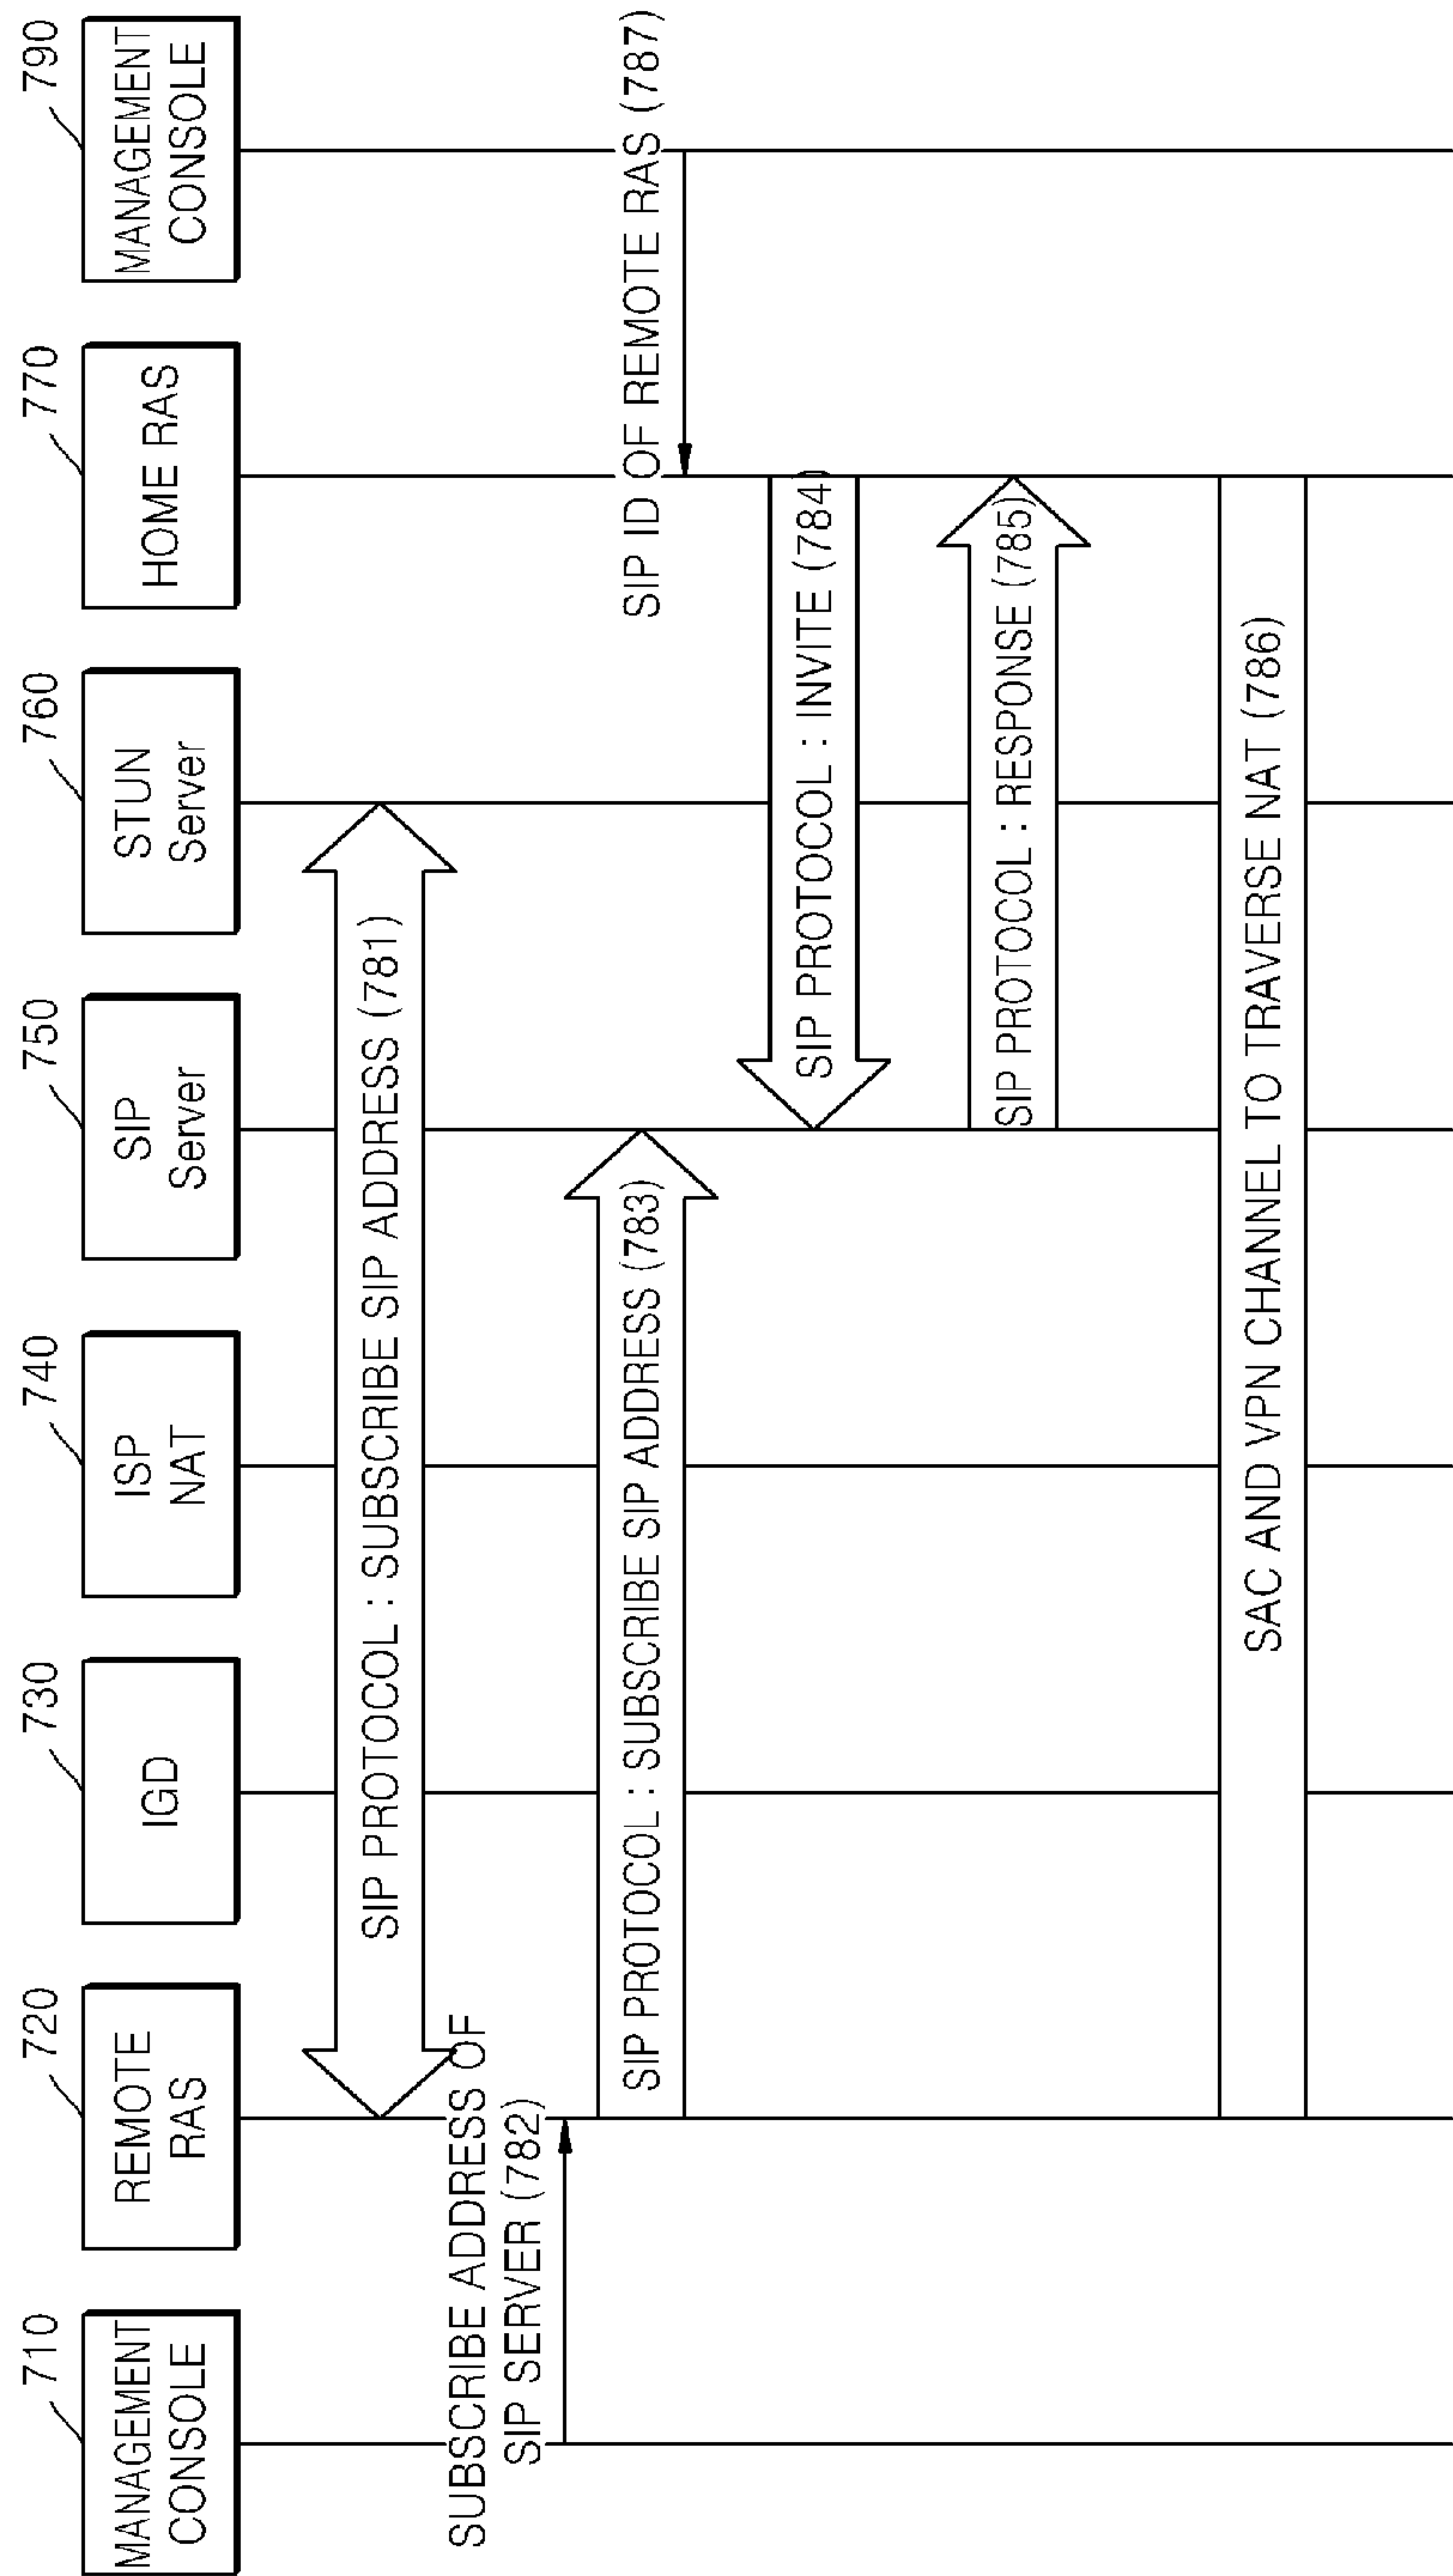 710
720
730
740
750
760
770
790
MANAGEMENT
CONSOLE
REMOTE
RAS
IGD
ISP
NAT
SIP
Server
STUN
Server
HOME RAS
MANAGEMENT
CONSOLE
SIP PROTOCOL : SUBSCRIBE SIP ADDRESS (781)
SUBSCRIBE ADDRESS OF
SIP SERVER (782)
SIP PROTOCOL : SUBSCRIBE SIP ADDRESS (783)
SIP ID OF REMOTE RAS (787)
SIP PROTOCOL : INVITE (784)
SIP PROTOCOL : RESPONSE (785)
SAC AND VPN CHANNEL TO TRAVERSE NAT (786)